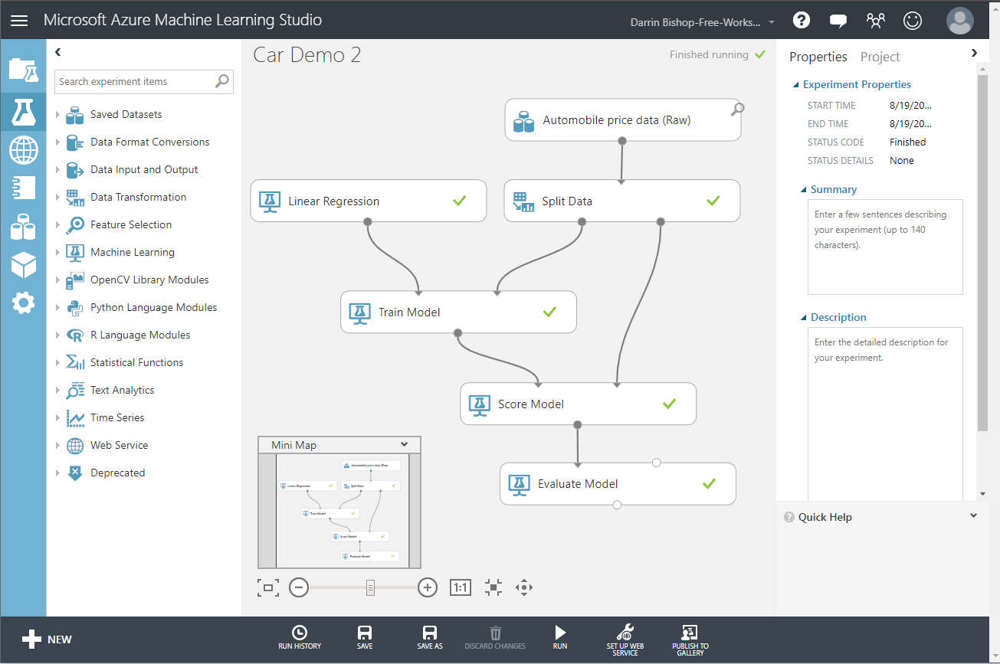 Microsoft Azure Machine Learning Studio
Darrin Bishop-Free-Works...
?
Search experiment items
Saved Datasets
Data Format Conversions
Data Input and Output
Data Transformation
Feature Selection
Machine Learning
OpenCV Library Modules
Python Language Modules
R Language Modules
Statistical Functions
Text Analytics
Time Series
Web Service
Deprecated
Car Demo 2
Finished running
Automobile price data (Raw)
Linear Regression
Split Data
Train Model
Score Model
Evaluate Model
Mini Map
Automobile price data (Raw)
Linear Regression
Split Data
Train Model
Score Model
Evaluate Model
1:1
Properties
Project
Experiment Properties
START TIME 8/19/20...
END TIME 8/19/20...
STATUS CODE Finished
STATUS DETAILS None
Summary
Enter a few sentences describing
your experiment (up to 140
characters).
Description
Enter the detailed description for
your experiment.
? Quick Help
NEW
RUN HISTORY
SAVE
SAVE AS
DISCARD CHANGES
RUN
SET UP WEB
SERVICE
PUBLISH TO
GALLERY